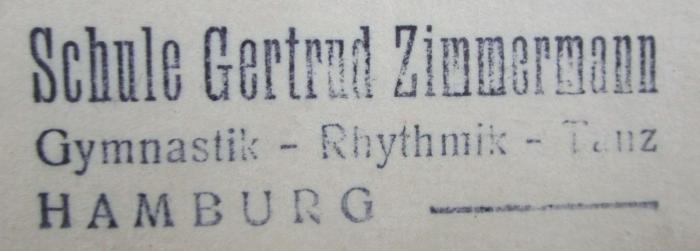 Schule Gertrud Zimmermann
Gymnastik - Rhythmik - Tanz
HAMBURG